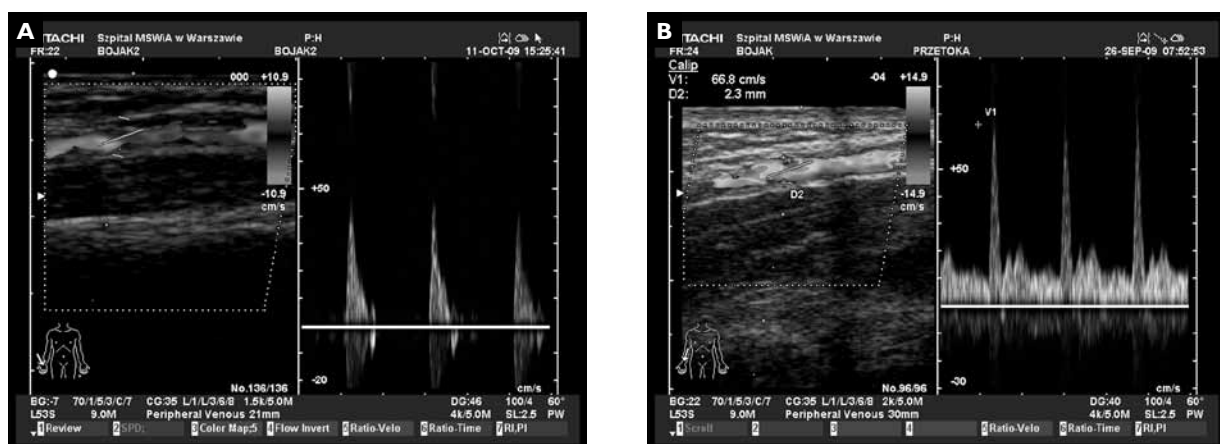 A
TACHI Szpital MSWiA w Warszawie P:H
FR:22 BOJAK2 BOJAK2 11-OCT-09 15:25:41
000 +10.9
-10.9
cm/s
+50
-20
cm/s
No.136/136
BG:-7 70/1/5/3/C/7 CG:35 L/1/L/3/6/8 1.5k/5.0M DG:46 100/4 60°
L53S 9.0M Peripheral Venous 21mm 4k/5.0M SL:2.5 PW
1 Review 2 SPD: 3 Color Map:5 4 Flow Invert 5 Ratio-Velo 6 Ratio-Time 7 RI,PI
B
TACHI Szpital MSWiA w Warszawie P:H
FR:24 BOJAK PRZETOKA 26-SEP-09 07:52:53
Calip
V1: 66.8 cm/s
D2: 2.3 mm
-04 +14.9
V1
+50
D2
-14.9
cm/s
-30
cm/s
No.96/96
BG:22 70/1/5/3/C/7 CG:35 L/1/L/3/6/8 2k/5.0M DG:40 100/4 60°
L53S 9.0M Peripheral Venous 30mm 4k/5.0M SL:2.5 PW
1 Scroll 2 3 4 5 Ratio-Velo 6 Ratio-Time 7 RI,PI